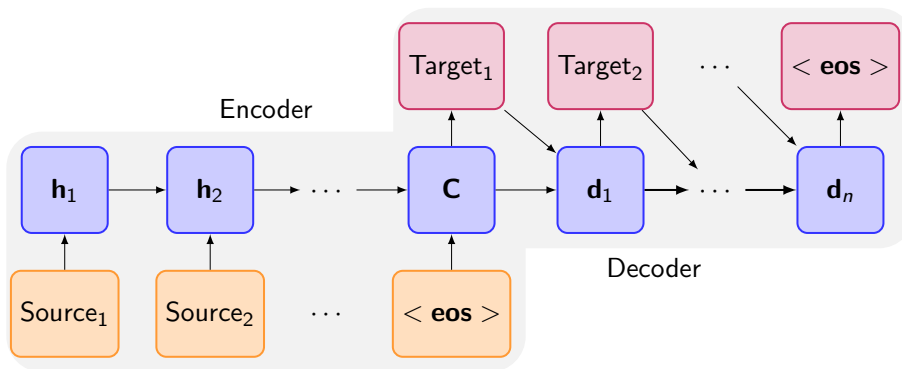 Target₁ Target₂ ··· < eos >
Encoder
h₁ h₂ ··· C d₁ ··· dₙ
Decoder
Source₁ Source₂ ··· < eos >